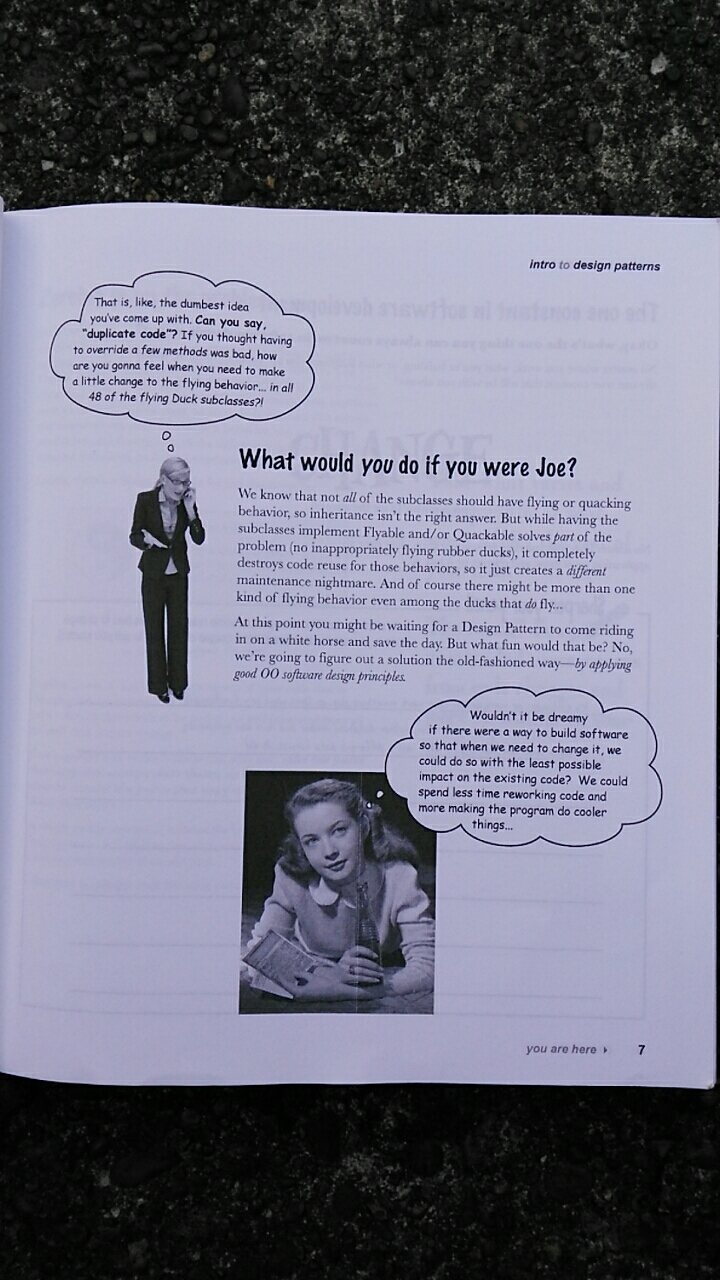 intro to design patterns
That is, like, the dumbest idea
you've come up with. Can you say,
"duplicate code"? If you thought having
to override a few methods was bad, how
are you gonna feel when you need to make
a little change to the flying behavior... in all
48 of the flying Duck subclasses?!
What would you do if you were Joe?
We know that not all of the subclasses should have flying or quacking
behavior, so inheritance isn't the right answer. But while having the
subclasses implement Flyable and/or Quackable solves part of the
problem (no inappropriately flying rubber ducks), it completely
destroys code reuse for those behaviors, so it just creates a different
maintenance nightmare. And of course there might be more than one
kind of flying behavior even among the ducks that do fly...
At this point you might be waiting for a Design Pattern to come riding
in on a white horse and save the day. But what fun would that be? No,
we're going to figure out a solution the old-fashioned way—by applying
good OO software design principles.
Wouldn't it be dreamy
if there were a way to build software
so that when we need to change it, we
could do so with the least possible
impact on the existing code? We could
spend less time reworking code and
more making the program do cooler
things...
you are here ▸ 7